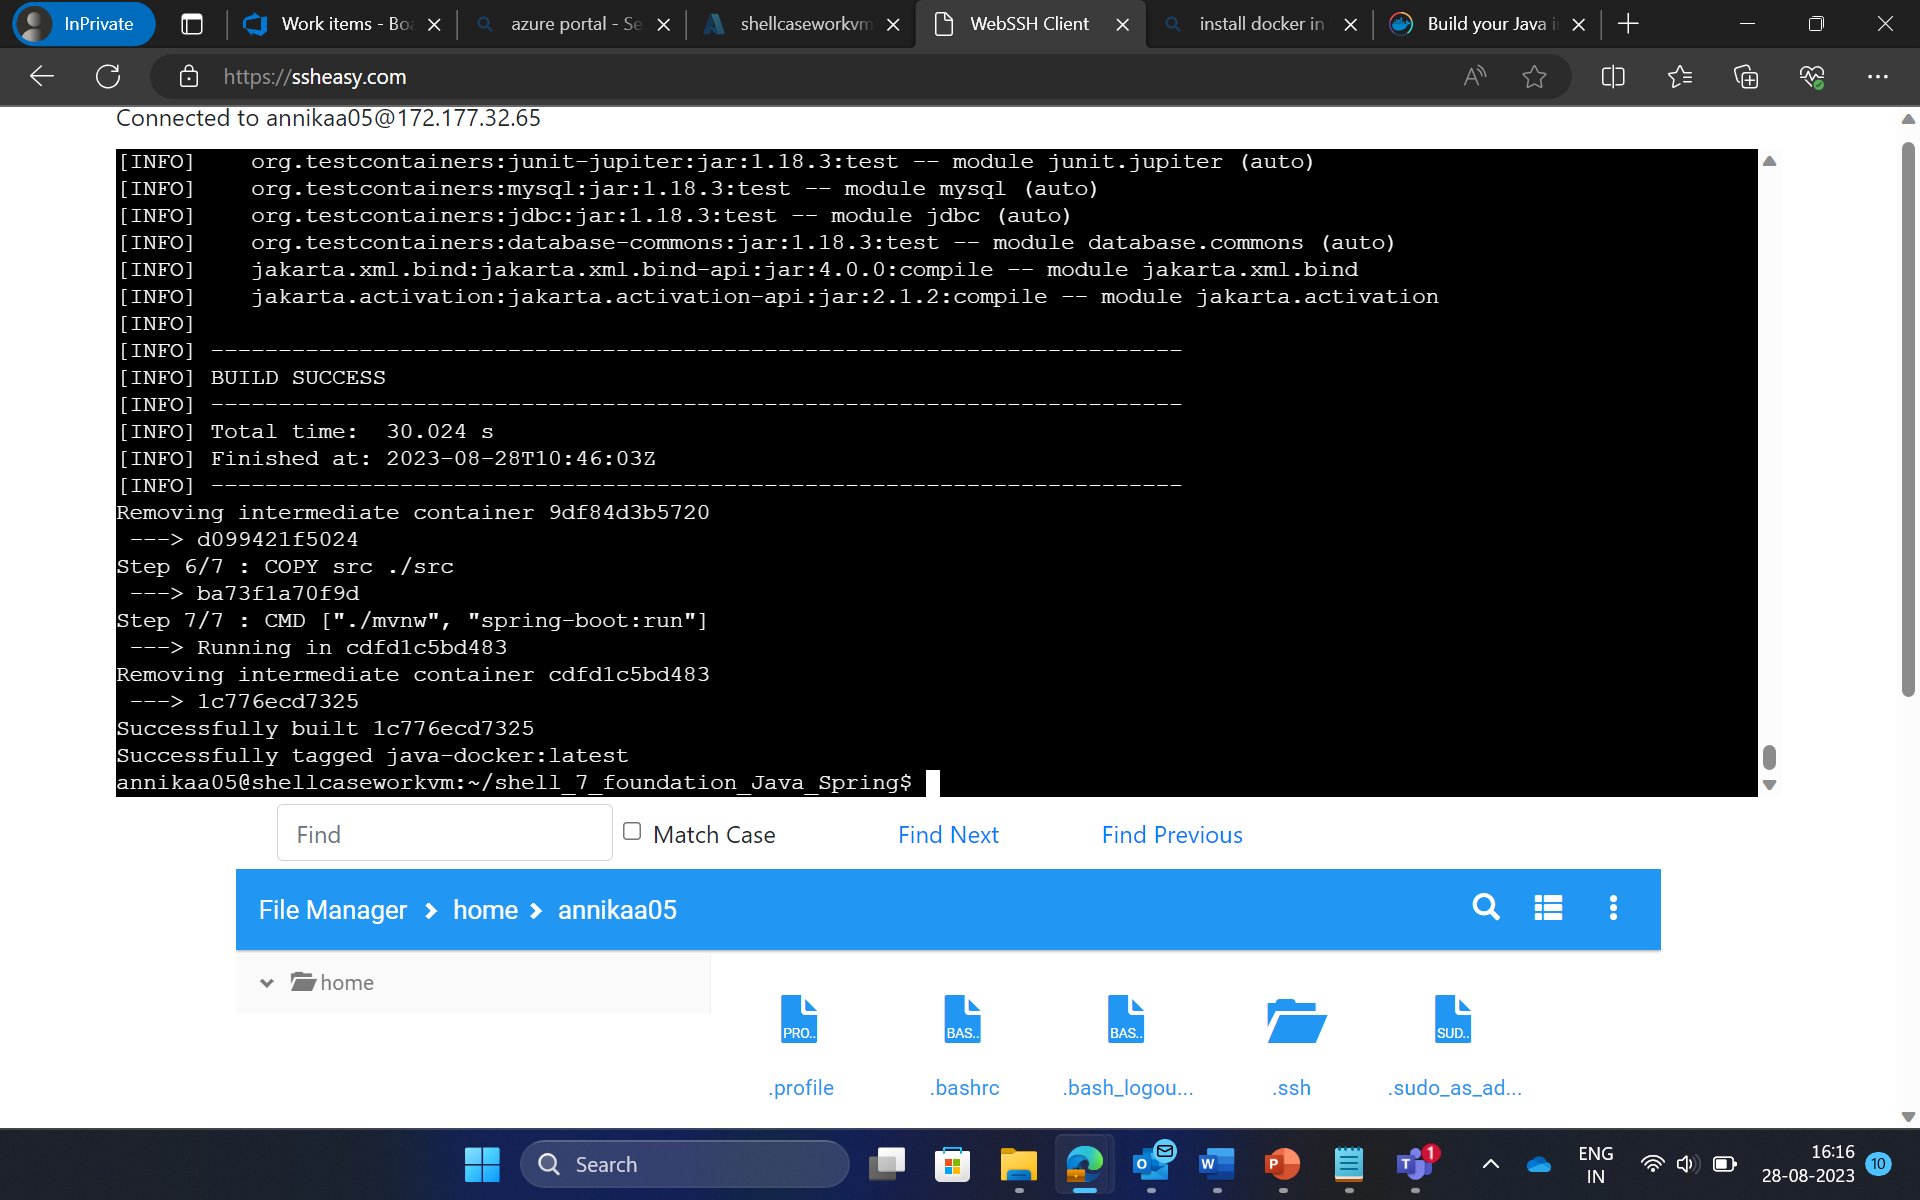 InPrivate
Work items - Boa
azure portal - Se
shellcaseworkvm
WebSSH Client
install docker in
Build your Java i
https://ssheasy.com
Connected to annikaa05@172.177.32.65
[INFO]    org.testcontainers:junit-jupiter:jar:1.18.3:test -- module junit.jupiter (auto)
[INFO]    org.testcontainers:mysql:jar:1.18.3:test -- module mysql (auto)
[INFO]    org.testcontainers:jdbc:jar:1.18.3:test -- module jdbc (auto)
[INFO]    org.testcontainers:database-commons:jar:1.18.3:test -- module database.commons (auto)
[INFO]    jakarta.xml.bind:jakarta.xml.bind-api:jar:4.0.0:compile -- module jakarta.xml.bind
[INFO]    jakarta.activation:jakarta.activation-api:jar:2.1.2:compile -- module jakarta.activation
[INFO]
[INFO] ------------------------------------------------------------------------
[INFO] BUILD SUCCESS
[INFO] ------------------------------------------------------------------------
[INFO] Total time:  30.024 s
[INFO] Finished at: 2023-08-28T10:46:03Z
[INFO] ------------------------------------------------------------------------
Removing intermediate container 9df84d3b5720
---> d099421f5024
Step 6/7 : COPY src ./src
---> ba73f1a70f9d
Step 7/7 : CMD ["./mvnw", "spring-boot:run"]
---> Running in cdfd1c5bd483
Removing intermediate container cdfd1c5bd483
---> 1c776ecd7325
Successfully built 1c776ecd7325
Successfully tagged java-docker:latest
annikaa05@shellcaseworkvm:~/shell_7_foundation_Java_Spring$
Find
Match Case
Find Next
Find Previous
File Manager > home > annikaa05
home
PRO..
BAS..
BAS..
SUD..
.profile
.bashrc
.bash_logou...
.ssh
.sudo_as_ad...
Search
1
ENG
IN
16:16
28-08-2023
10